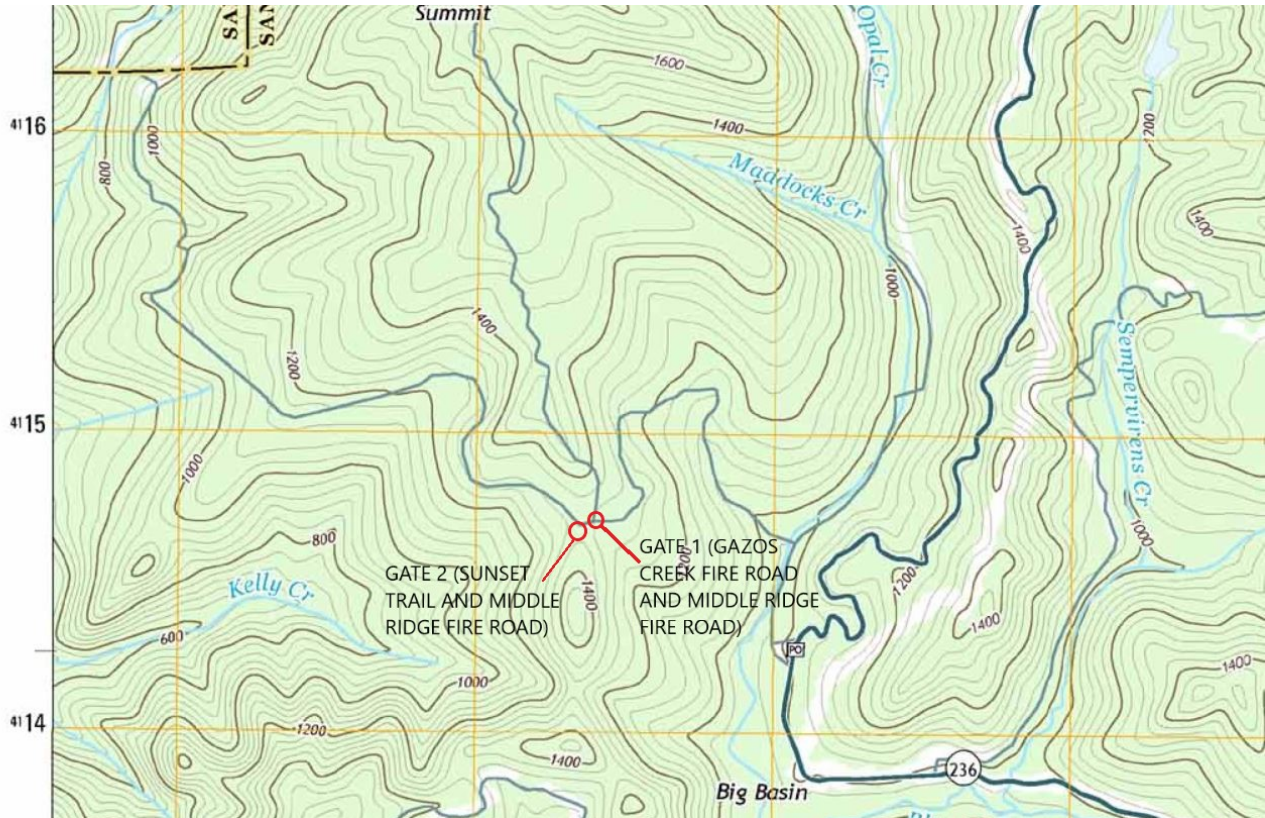 Summit
SA
SAN
Opal Cr
1600
4116
1000
1400
200
800
Maddocks Cr
1400
1400
1000
1400
1200
Sempervirens Cr
4115
1000
800
1000
GATE 1 (GAZOS
CREEK FIRE ROAD
AND MIDDLE RIDGE
FIRE ROAD)
GATE 2 (SUNSET
TRAIL AND MIDDLE
RIDGE FIRE ROAD)
1200
1400
1200
Kelly Cr
600
1400
PO
1400
1000
4114
1200
1400
236
Big Basin